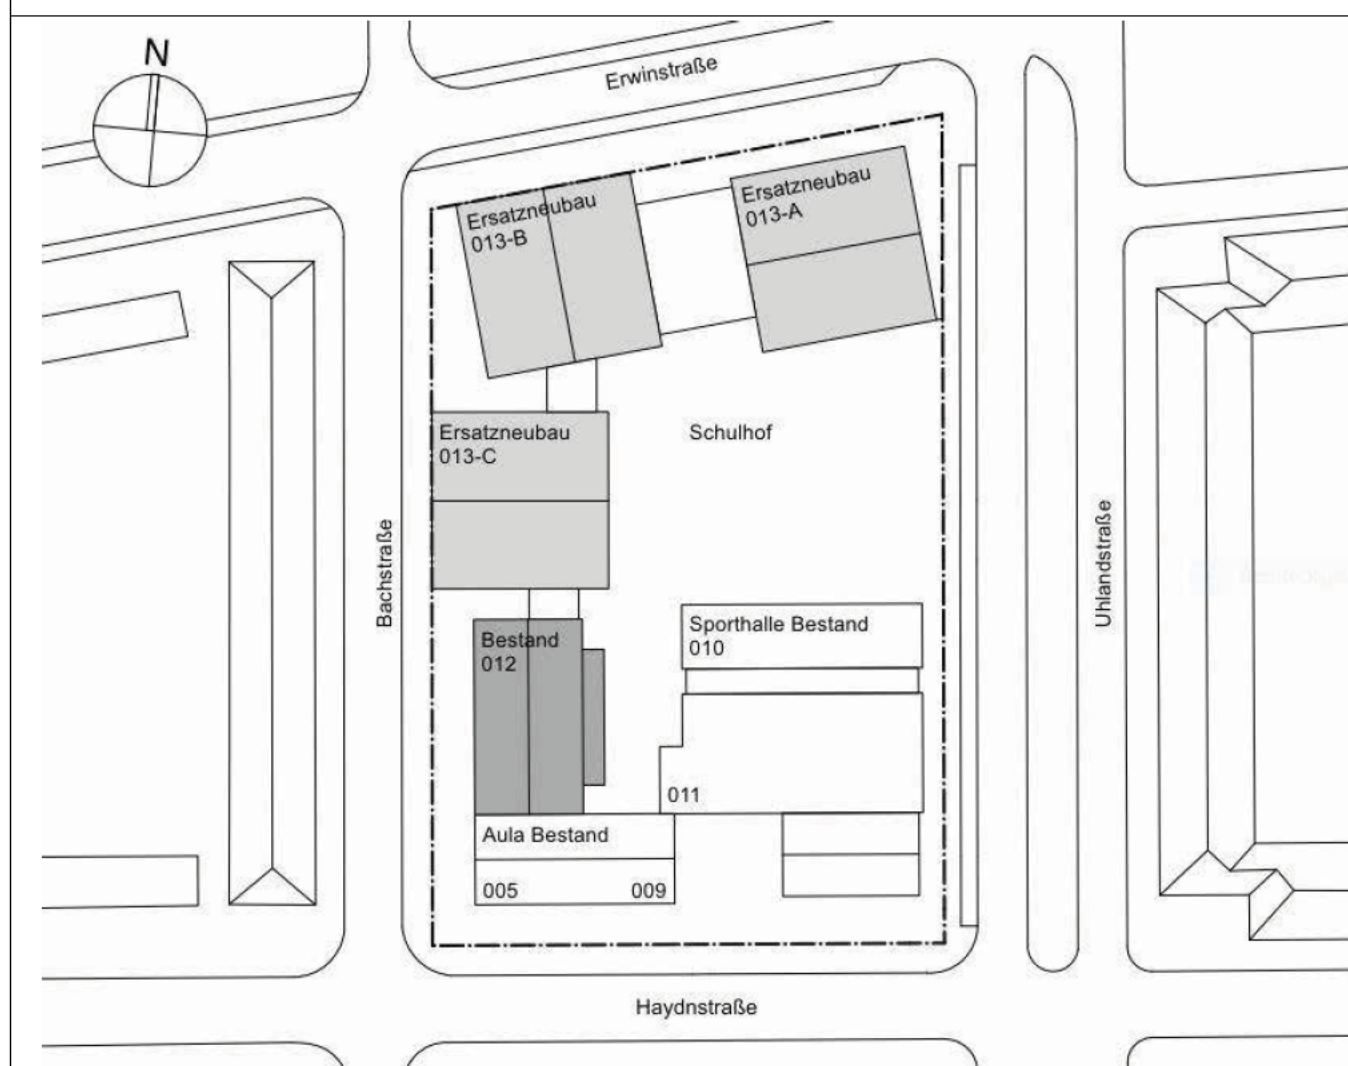 N
Erwinstraße
Ersatzneubau
013-B
Ersatzneubau
013-A
Ersatzneubau
013-C
Schulhof
Bachstraße
Uhlandstraße
Bestand
012
Sporthalle Bestand
010
011
Aula Bestand
005
009
Haydnstraße